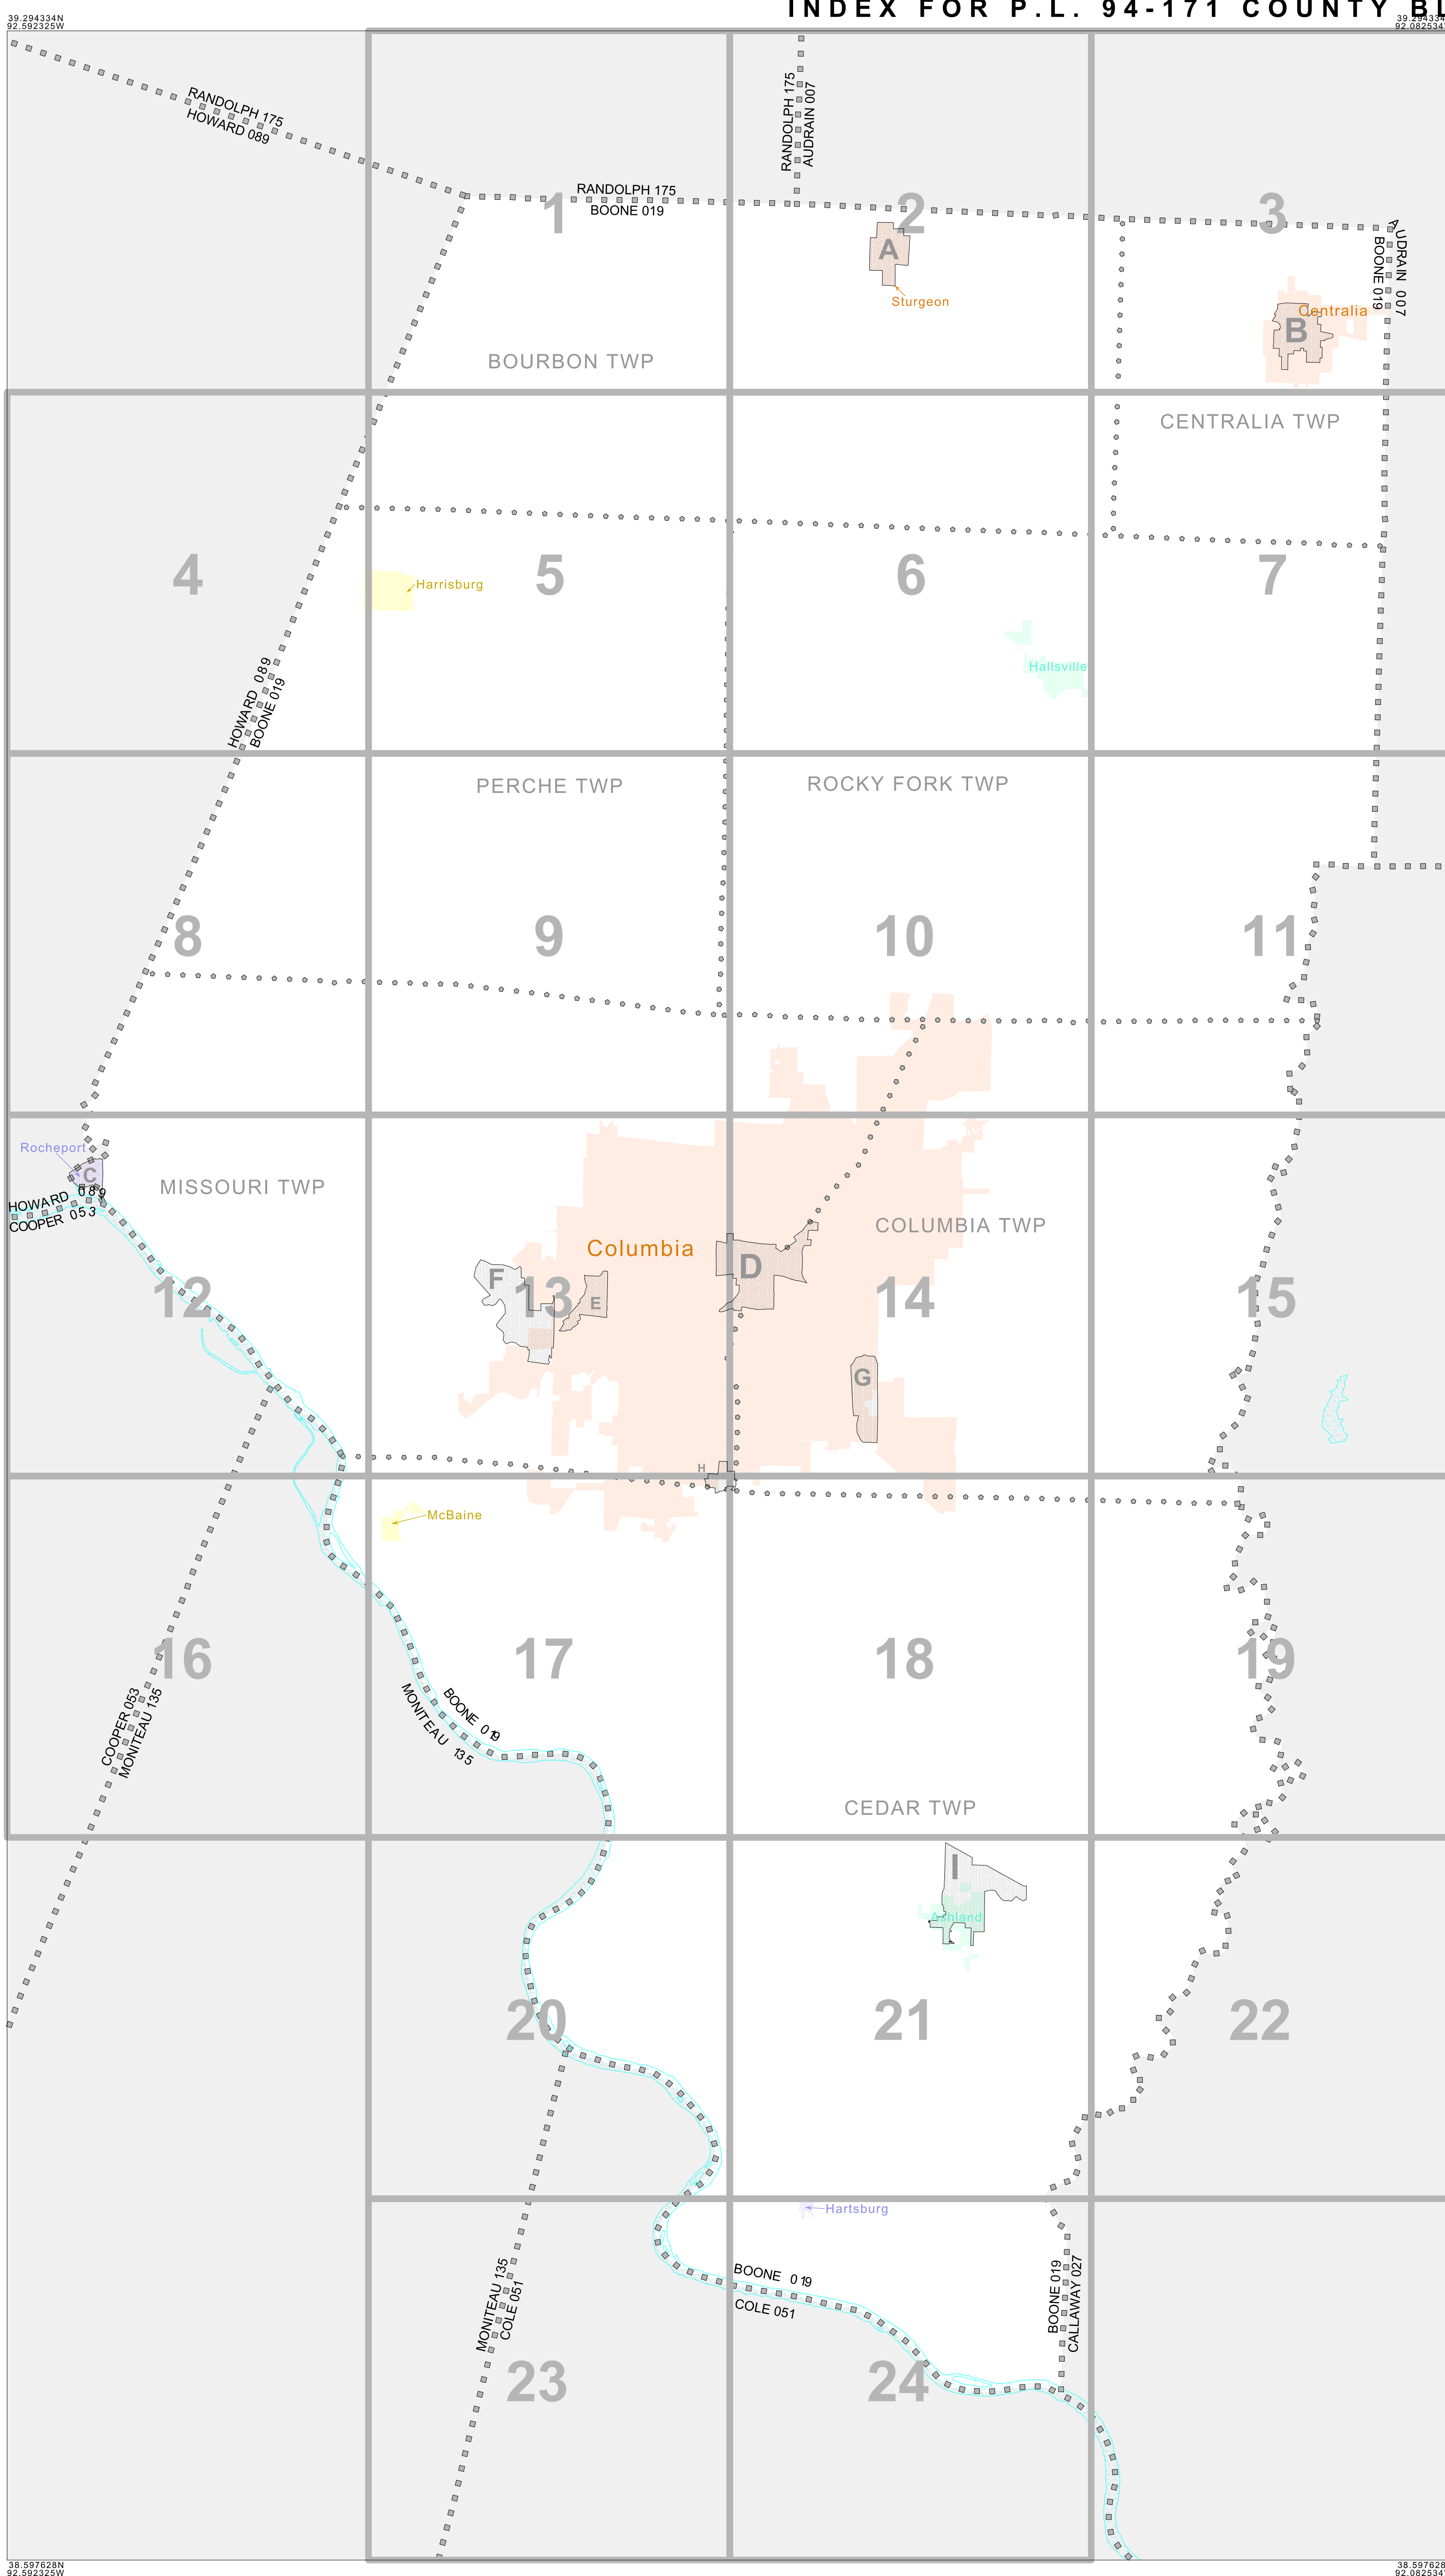 INDEX FOR P.L. 94-171 COUNTY BL
39.294334N
92.592325W
39.294334
92.082534
RANDOLPH 175
HOWARD 089
RANDOLPH 175
AUDRAIN 007
RANDOLPH 175
BOONE 019
1
2
3
A
Sturgeon
AUDRAIN 007
BOONE 019
Centralia
B
BOURBON TWP
CENTRALIA TWP
4
5
6
7
Harrisburg
Hallsville
HOWARD 089
BOONE 019
PERCHE TWP
ROCKY FORK TWP
8
9
10
11
Rocheport
C
HOWARD 089
COOPER 053
MISSOURI TWP
COLUMBIA TWP
Columbia
D
F
E
12
13
14
15
G
H
McBaine
16
17
18
19
COOPER 053
MONITEAU 135
BOONE 019
MONITEAU 135
CEDAR TWP
I
Ashland
20
21
22
Hartsburg
MONITEAU 135
COLE 051
BOONE 019
COLE 051
BOONE 019
CALLAWAY 027
23
24
38.597628N
92.592325W
38.597628
92.082534